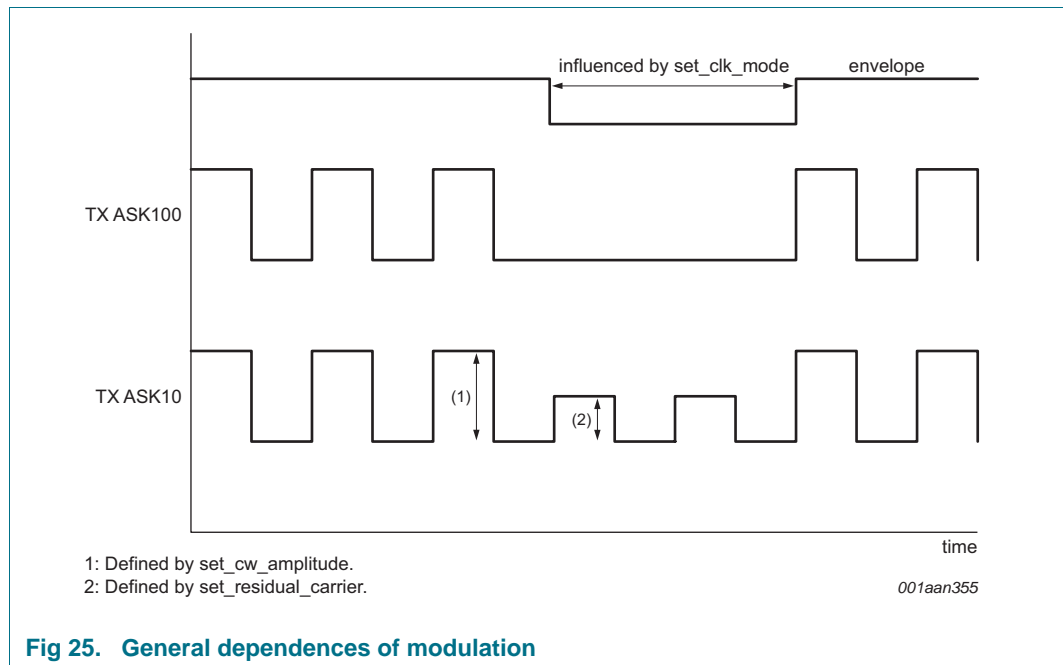 influenced by set_clk_mode
envelope
TX ASK100
TX ASK10
(1)
(2)
time
1: Defined by set_cw_amplitude.
2: Defined by set_residual_carrier.
001aan355
Fig 25. General dependences of modulation